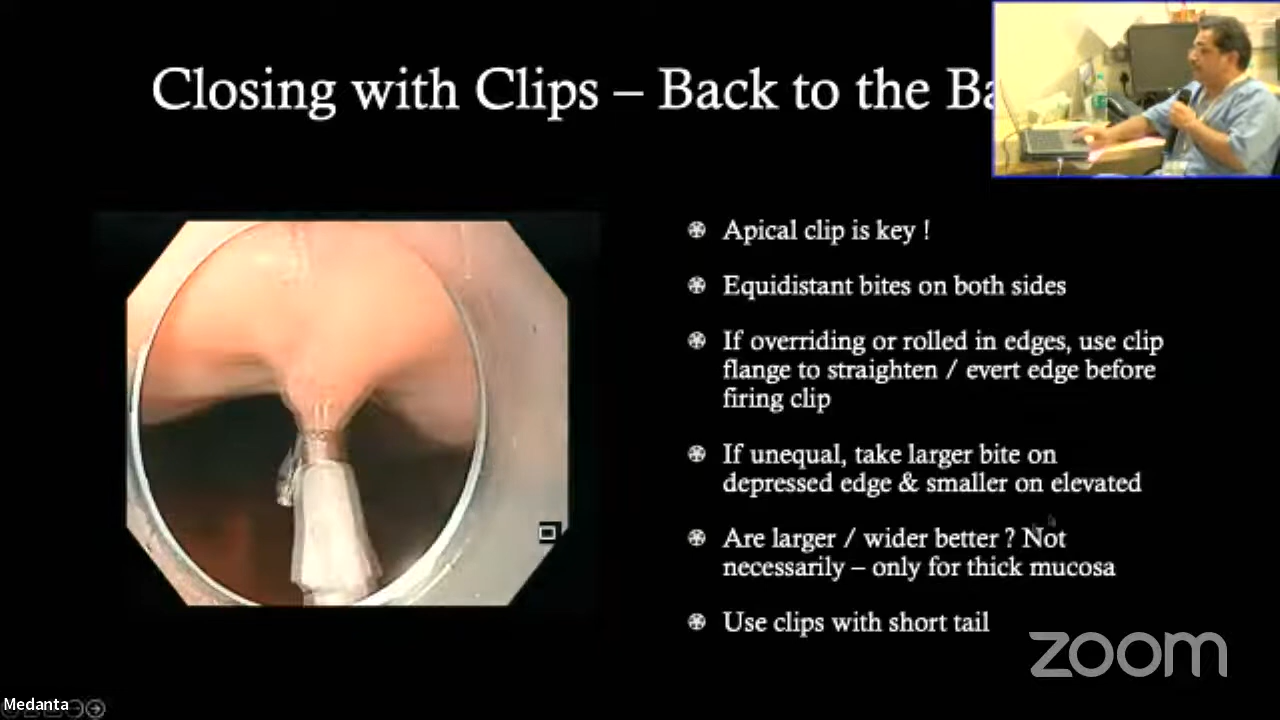 Closing with Clips – Back to the Ba
Apical clip is key !
Equidistant bites on both sides
If overriding or rolled in edges, use clip
flange to straighten / evert edge before
firing clip
If unequal, take larger bite on
depressed edge & smaller on elevated
Are larger / wider better ? Not
necessarily – only for thick mucosa
Use clips with short tail
zoom
Medanta